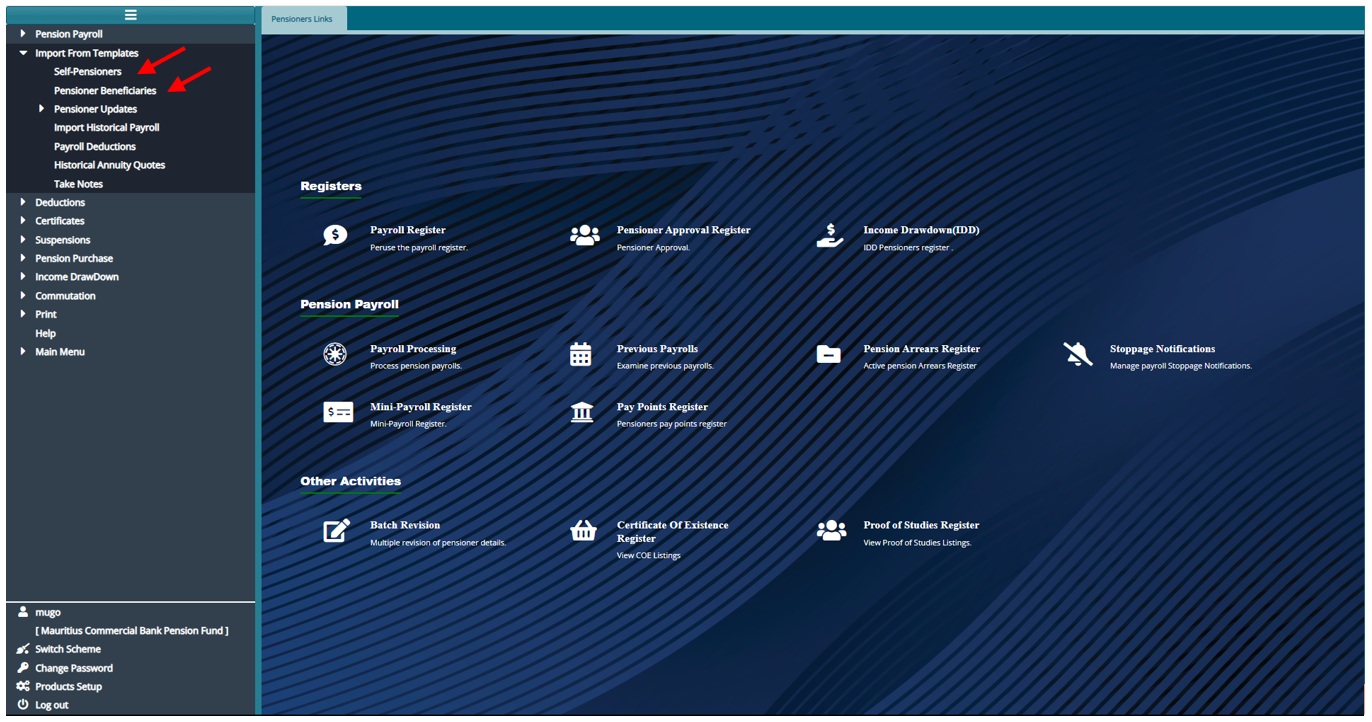 Pension Payroll
Import From Templates
Self-Pensioners
Pensioner Beneficiaries
Pensioner Updates
Import Historical Payroll
Payroll Deductions
Historical Annuity Quotes
Take Notes
Deductions
Certificates
Suspensions
Pension Purchase
Income DrawDown
Commutation
Print
Help
Main Menu
mugo
[ Mauritius Commercial Bank Pension Fund ]
Switch Scheme
Change Password
Products Setup
Log out
Pensioners Links
Registers
Payroll Register
Peruse the payroll register.
Pensioner Approval Register
Pensioner Approval.
Income Drawdown(IDD)
IDD Pensioners register .
Pension Payroll
Payroll Processing
Process pension payrolls.
Previous Payrolls
Examine previous payrolls.
Pension Arrears Register
Active pension Arrears Register
Stoppage Notifications
Manage payroll Stoppage Notifications.
Mini-Payroll Register
Mini-Payroll Register.
Pay Points Register
Pensioners pay points register
Other Activities
Batch Revision
Multiple revision of pensioner details.
Certificate Of Existence
Register
View COE Listings
Proof of Studies Register
View Proof of Studies Listings.